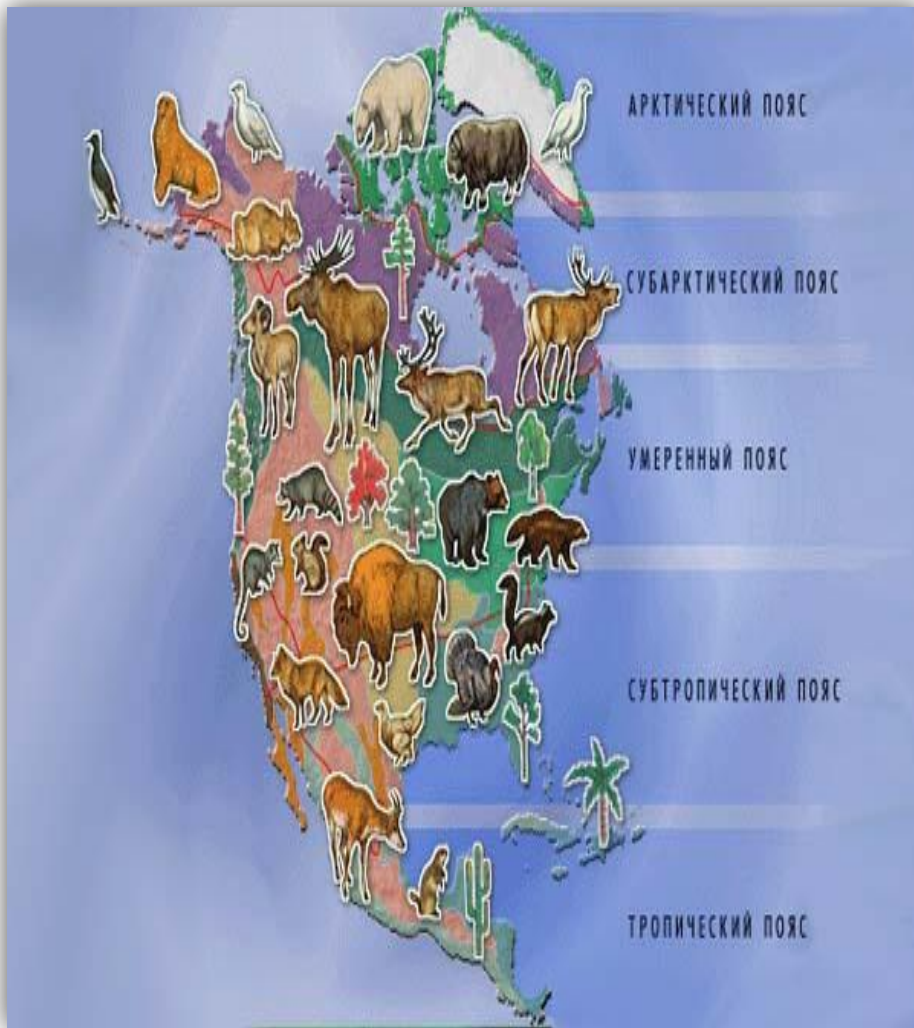 АРКТИЧЕСКИЙ ПОЯС
СУБАРКТИЧЕСКИЙ ПОЯС
УМЕРЕННЫЙ ПОЯС
СУБТРОПИЧЕСКИЙ ПОЯС
ТРОПИЧЕСКИЙ ПОЯС